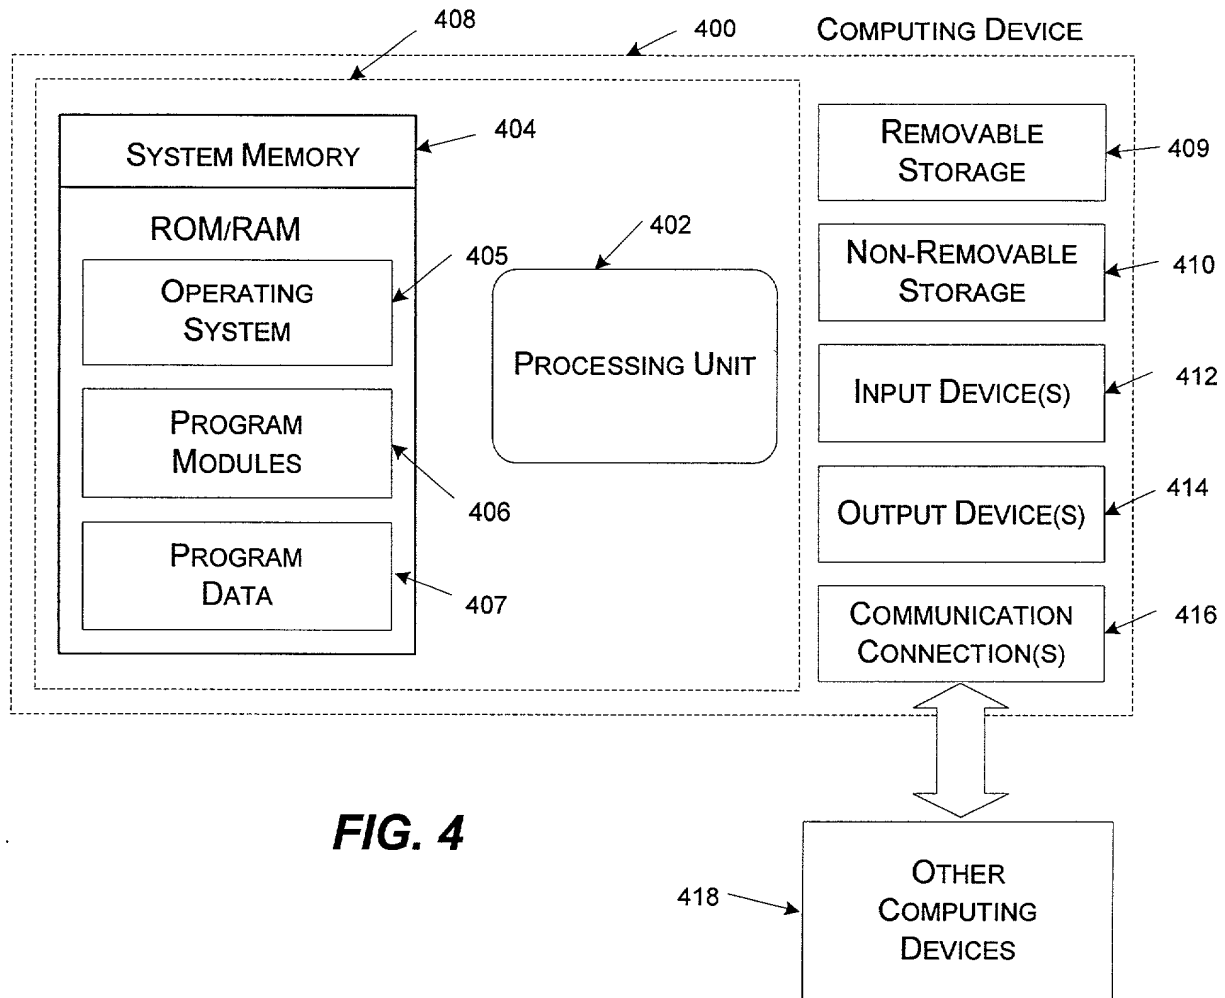 408
400
COMPUTING DEVICE
404
SYSTEM MEMORY
ROM/RAM
405
OPERATING
SYSTEM
PROGRAM
MODULES
406
PROGRAM
DATA
407
402
PROCESSING UNIT
REMOVABLE
STORAGE
409
NON-REMOVABLE
STORAGE
410
INPUT DEVICE(S)
412
OUTPUT DEVICE(S)
414
COMMUNICATION
CONNECTION(S)
416
FIG. 4
418
OTHER
COMPUTING
DEVICES